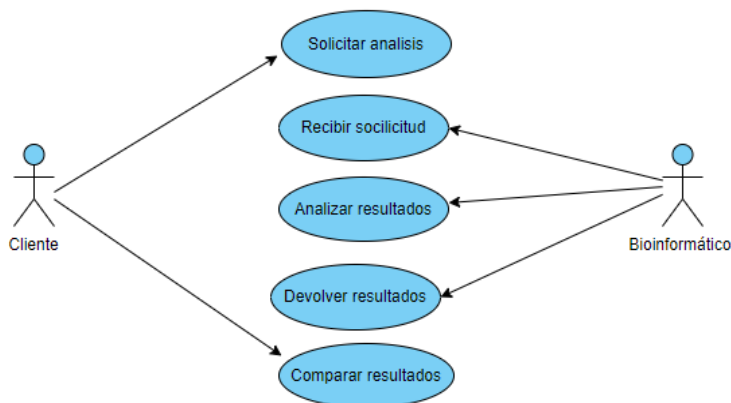 Solicitar analisis
Recibir socilicitud
Analizar resultados
Cliente
Bioinformático
Devolver resultados
Comparar resultados